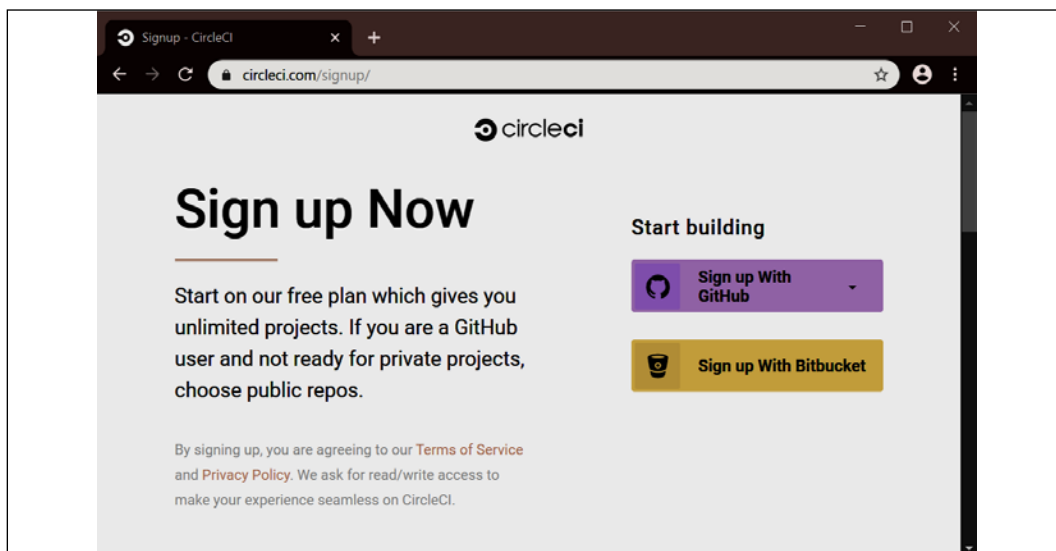 Signup - CircleCI
circleci.com/signup/
circleci
Sign up Now
Start on our free plan which gives you
unlimited projects. If you are a GitHub
user and not ready for private projects,
choose public repos.
By signing up, you are agreeing to our Terms of Service
and Privacy Policy. We ask for read/write access to
make your experience seamless on CircleCI.
Start building
Sign up With
GitHub
Sign up With Bitbucket